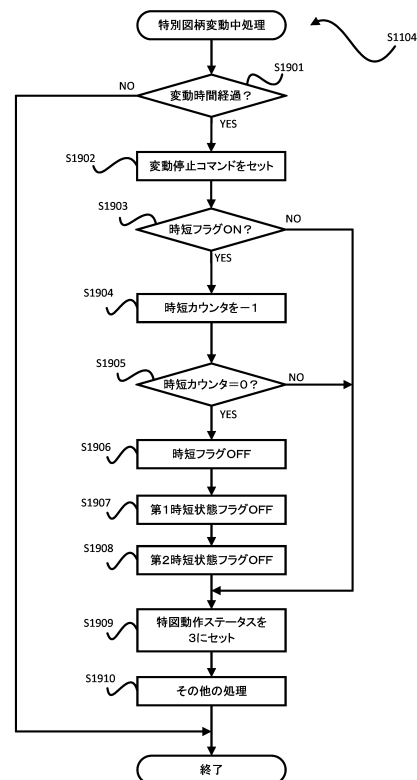 特別図柄変動中処理
S1104
S1901
変動時間経過？
NO
YES
S1902
変動停止コマンドをセット
S1903
時短フラグON？
NO
YES
S1904
時短カウンタを－1
S1905
時短カウンタ＝0？
NO
YES
S1906
時短フラグOFF
S1907
第1時短状態フラグOFF
S1908
第2時短状態フラグOFF
S1909
特図動作ステータスを
3にセット
S1910
その他の処理
終了